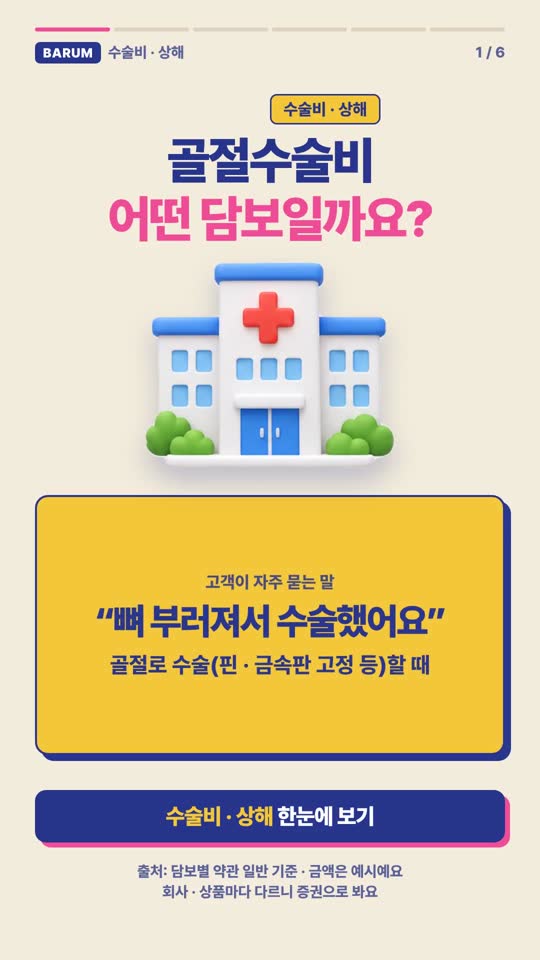 BARUM 수술비 · 상해 1 / 6
수술비 · 상해
골절수술비
어떤 담보일까요?
고객이 자주 묻는 말
“뼈 부러져서 수술했어요”
골절로 수술(핀 · 금속판 고정 등)할 때
수술비 · 상해 한눈에 보기
출처: 담보별 약관 일반 기준 · 금액은 예시예요
회사 · 상품마다 다르니 증권으로 봐요